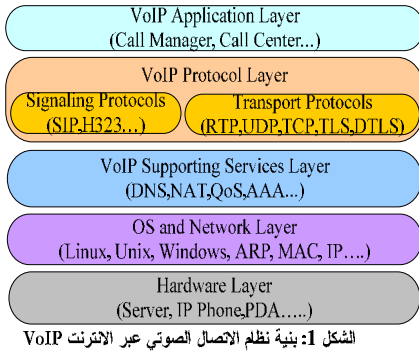 VoIP Application Layer
(Call Manager, Call Center...)
VoIP Protocol Layer
Signaling Protocols
(SIP,H323...)
Transport Protocols
(RTP,UDP,TCP,TLS,DTLS)
VoIP Supporting Services Layer
(DNS,NAT,QoS,AAA...)
OS and Network Layer
(Linux, Unix, Windows, ARP, MAC, IP....)
Hardware Layer
(Server, IP Phone,PDA.....)
الشكل 1: بنية نظام الاتصال الصوتي عبر الانترنت VoIP